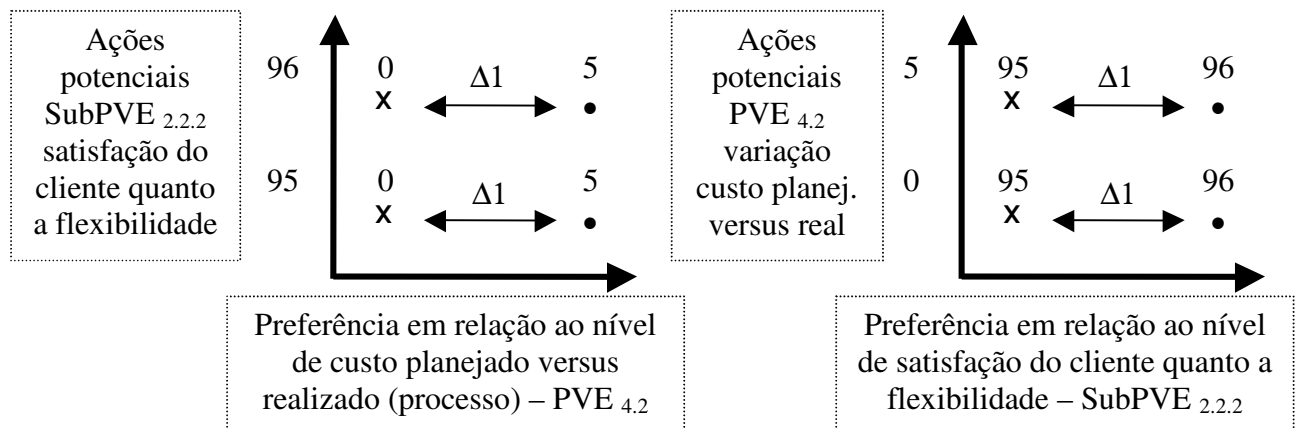 Ações
potenciais
SubPVE 2.2.2
satisfação do
cliente quanto
a flexibilidade
96 0 Δ1 5
x •
95 0 Δ1 5
x •
Preferência em relação ao nível
de custo planejado versus
realizado (processo) – PVE 4.2
Ações
potenciais
PVE 4.2
variação
custo planej.
versus real
5 95 Δ1 96
x •
0 95 Δ1 96
x •
Preferência em relação ao nível
de satisfação do cliente quanto a
flexibilidade – SubPVE 2.2.2